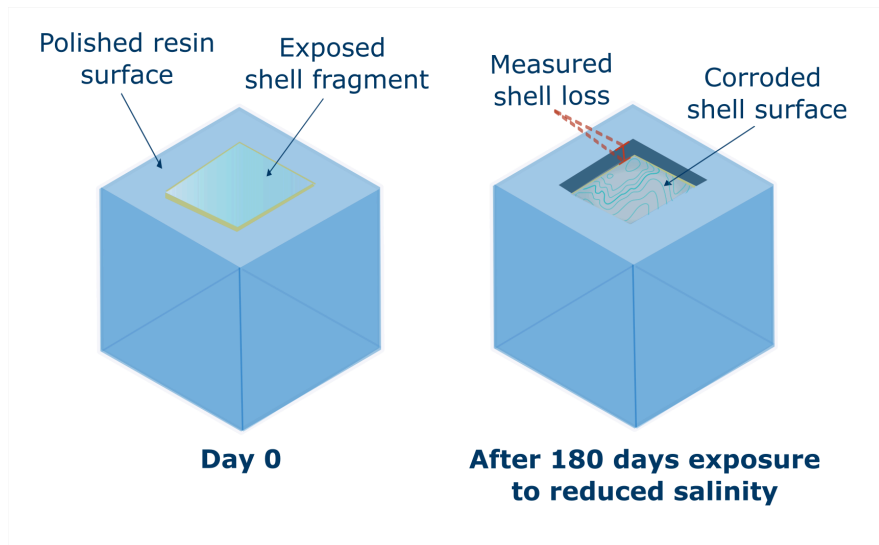 Polished resin
surface
Exposed
shell fragment
Measured
shell loss
Corroded
shell surface
Day 0
After 180 days exposure
to reduced salinity